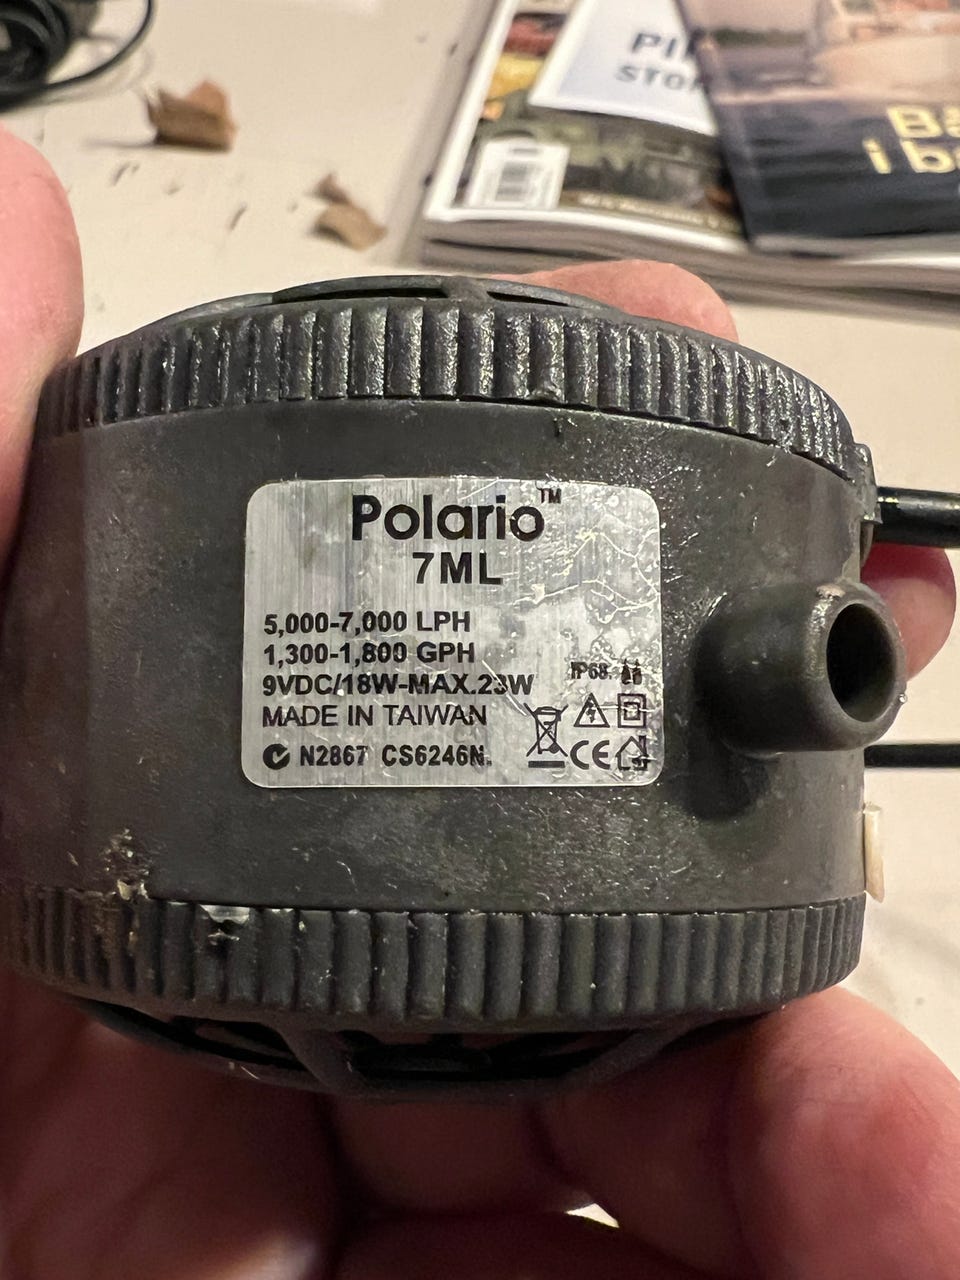 Polario™
7ML
5,000-7,000 LPH
1,300-1,800 GPH
9VDC/18W-MAX.23W
IP68.
MADE IN TAIWAN
N2867 CS6246N.
CE